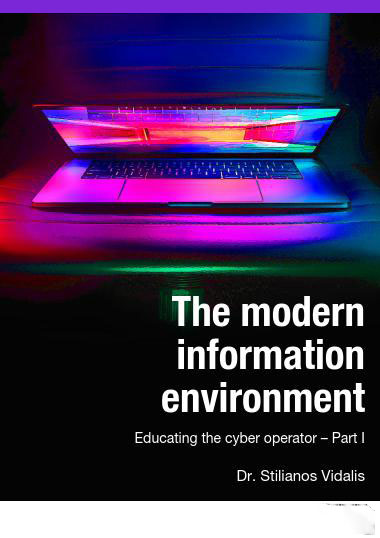 The modern
information
environment
Educating the cyber operator – Part I
Dr. Stilianos Vidalis